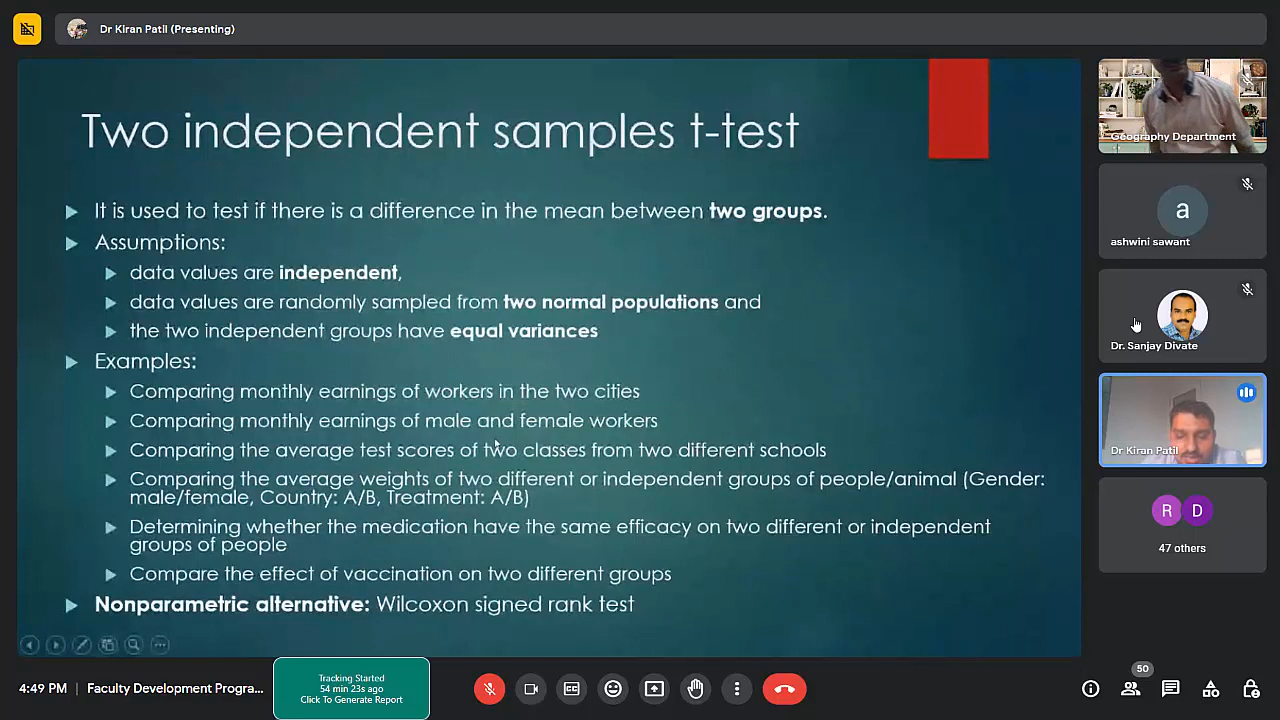 Dr Kiran Patil (Presenting)
Two independent samples t-test
It is used to test if there is a difference in the mean between two groups.
Assumptions:
data values are independent,
data values are randomly sampled from two normal populations and
the two independent groups have equal variances
Examples:
Comparing monthly earnings of workers in the two cities
Comparing monthly earnings of male and female workers
Comparing the average test scores of two classes from two different schools
Comparing the average weights of two different or independent groups of people/animal (Gender:
male/female, Country: A/B, Treatment: A/B)
Determining whether the medication have the same efficacy on two different or independent
groups of people
Compare the effect of vaccination on two different groups
Nonparametric alternative: Wilcoxon signed rank test
Geography Department
a
ashwini sawant
Dr. Sanjay Divate
Dr Kiran Patil
R D
47 others
4:49 PM | Faculty Development Progra...
Tracking Started
54 min 23s ago
Click To Generate Report
50